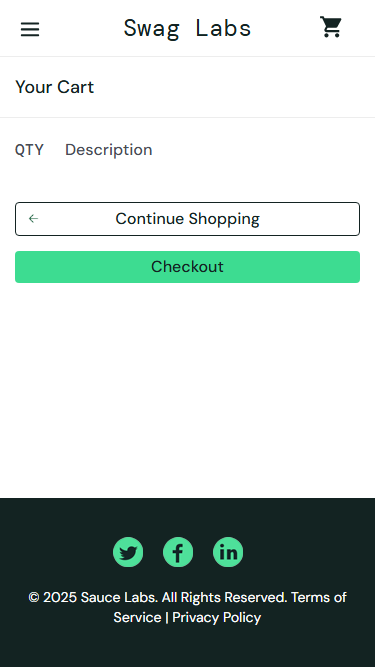 Swag Labs
Your Cart
QTY Description
Continue Shopping
Checkout
© 2025 Sauce Labs. All Rights Reserved. Terms of
Service | Privacy Policy